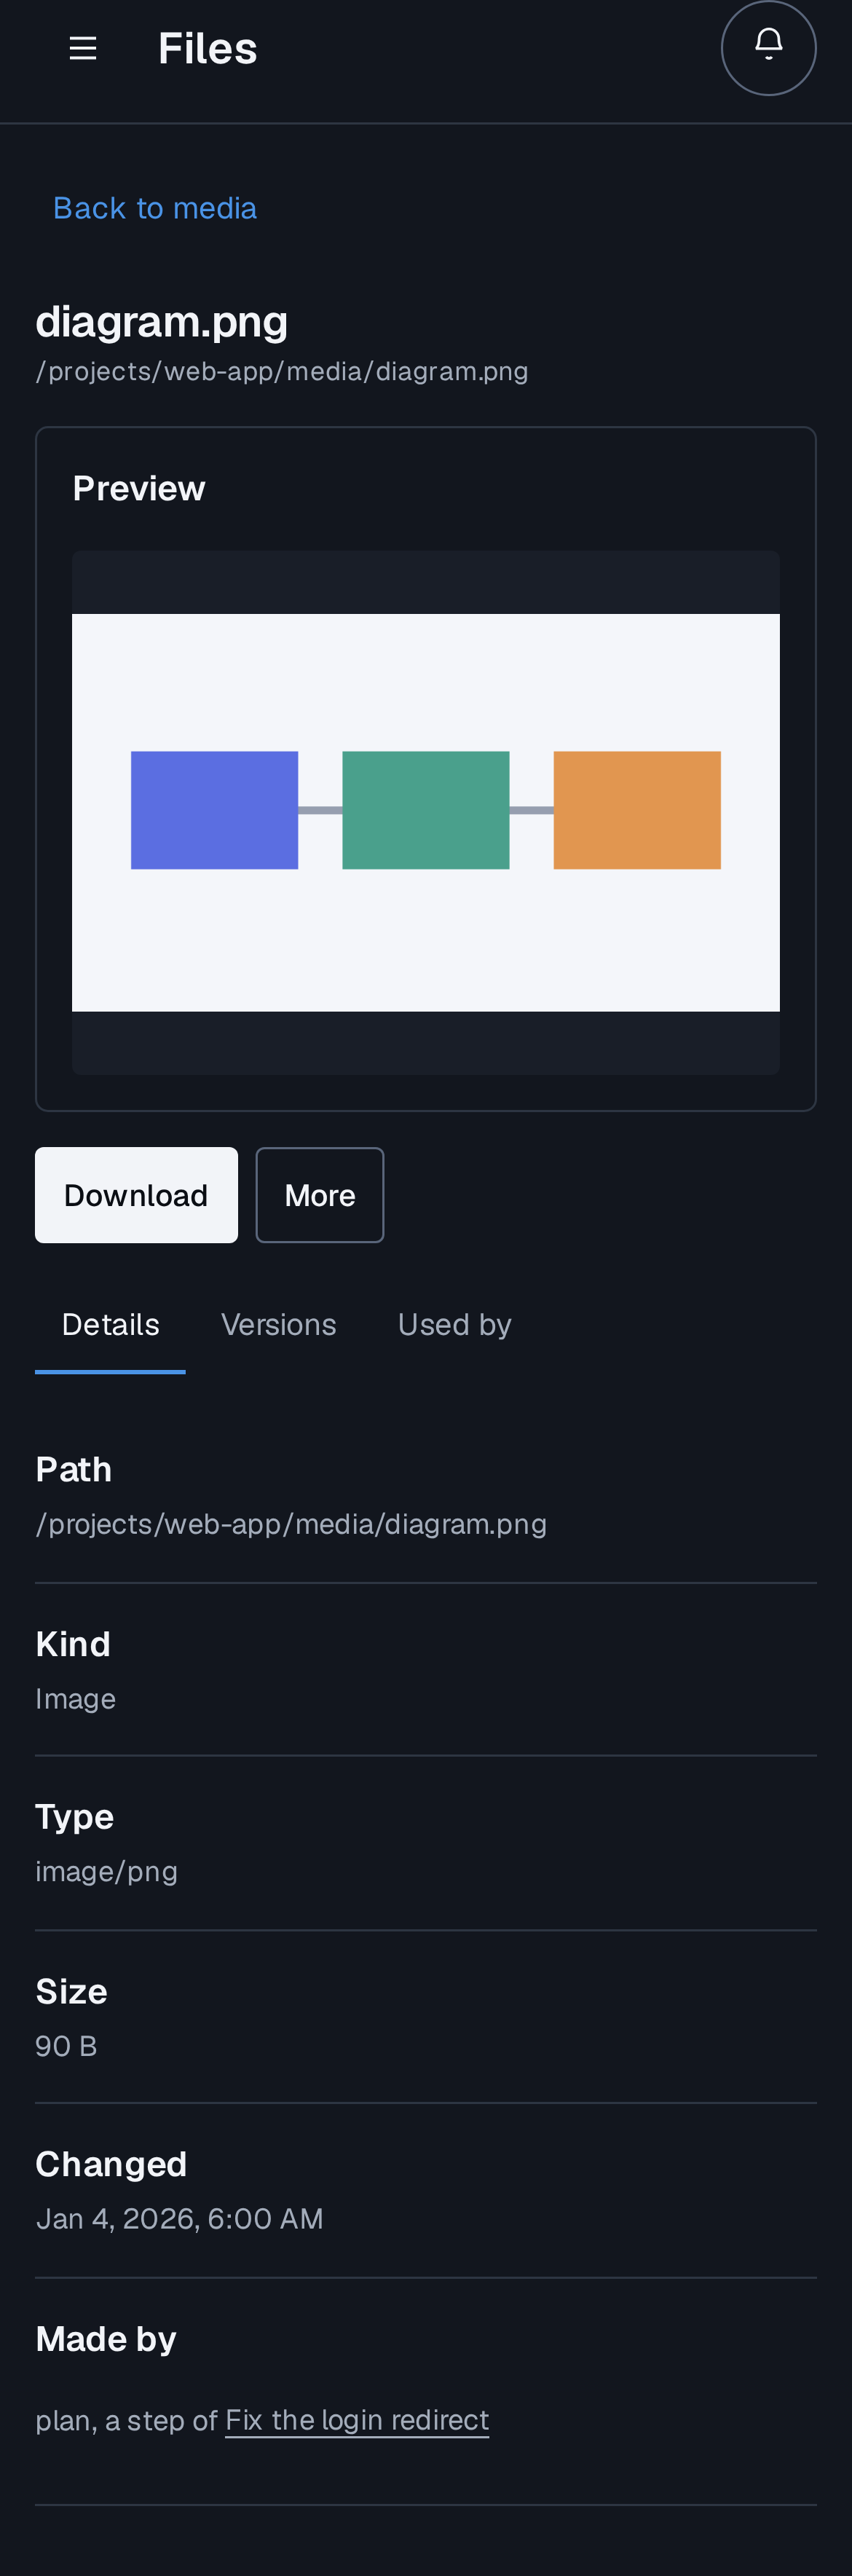 Files
Back to media
diagram.png
/projects/web-app/media/diagram.png
Preview
Download
More
Details
Versions
Used by
Path
/projects/web-app/media/diagram.png
Kind
Image
Type
image/png
Size
90 B
Changed
Jan 4, 2026, 6:00 AM
Made by
plan, a step of Fix the login redirect